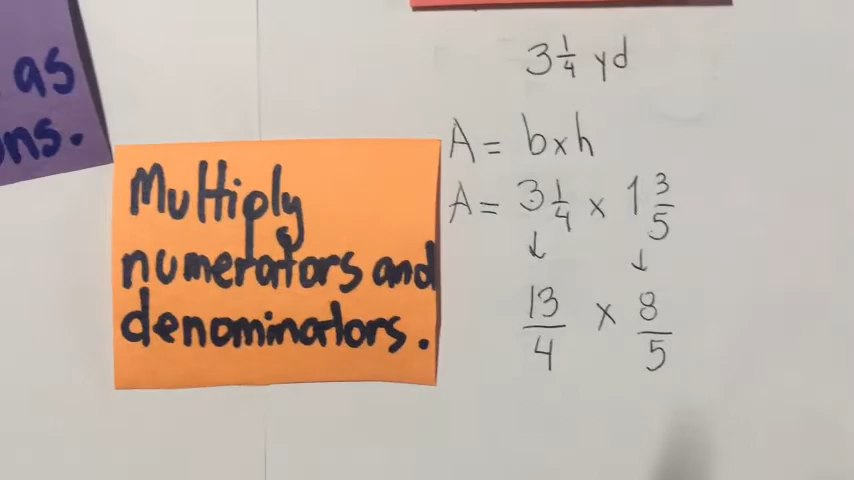 as
ons.
Multiply
numerators and
denominators.
3 1/4 yd
A = b x h
A = 3 1/4 x 1 3/5
↓ ↓
13/4 x 8/5